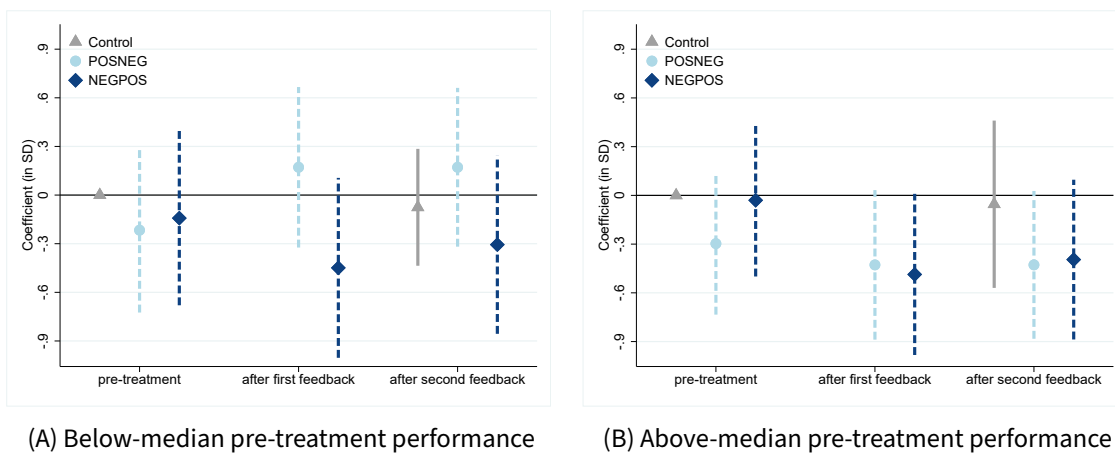 Control
POSNEG
NEGPOS
Coefficient (in SD)
.9
.6
.3
0
-.3
-.6
-.9
pre-treatment after first feedback after second feedback
(A) Below-median pre-treatment performance
Control
POSNEG
NEGPOS
Coefficient (in SD)
.9
.6
.3
0
-.3
-.6
-.9
pre-treatment after first feedback after second feedback
(B) Above-median pre-treatment performance